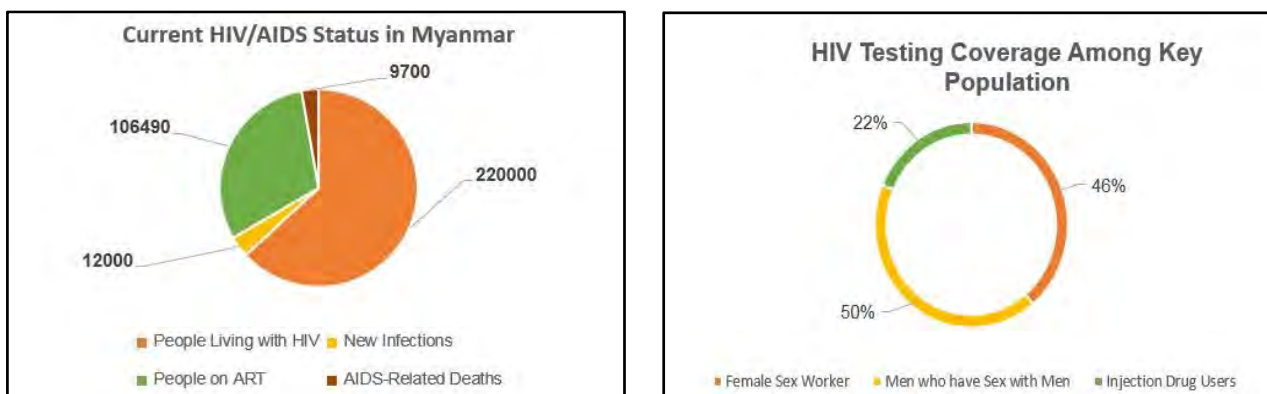 Current HIV/AIDS Status in Myanmar
9700
106490
220000
12000
People Living with HIV New Infections
People on ART AIDS-Related Deaths
HIV Testing Coverage Among Key
Population
22%
46%
50%
Female Sex Worker Men who have Sex with Men Injection Drug Users